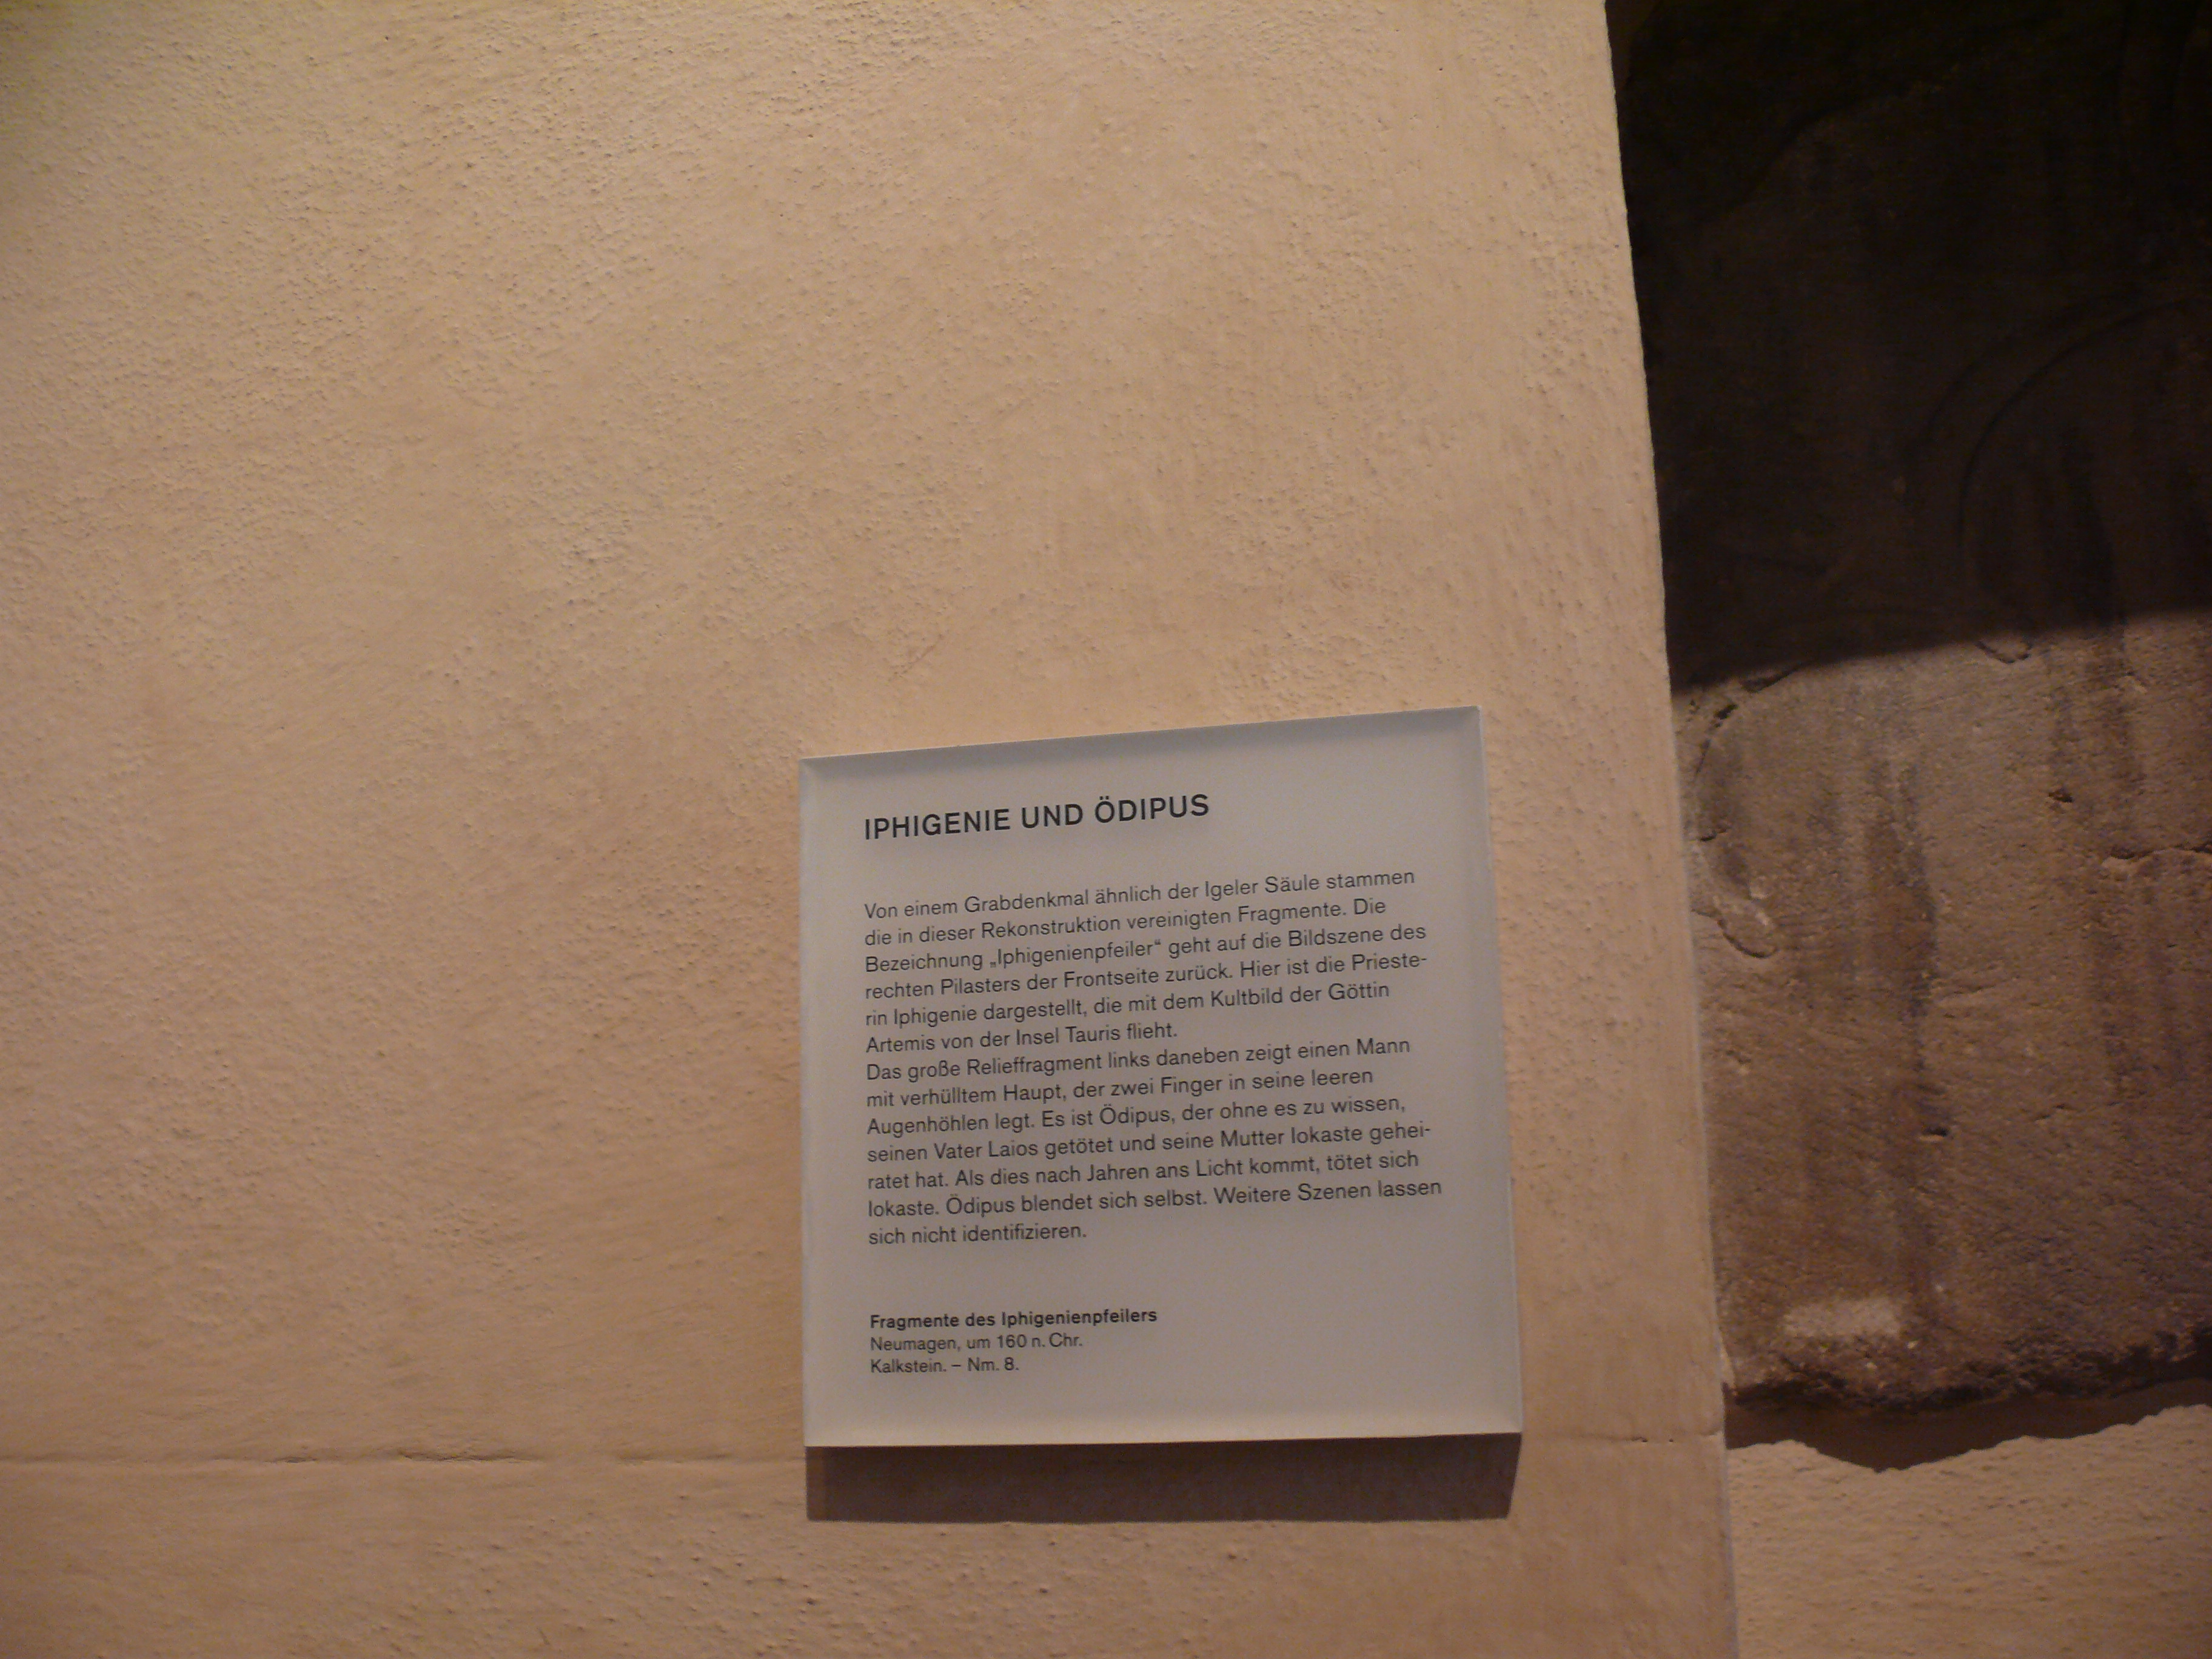 IPHIGENIE UND ÖDIPUS
Von einem Grabdenkmal ähnlich der Igeler Säule stammen
die in dieser Rekonstruktion vereinigten Fragmente. Die
Bezeichnung „Iphigenienpfeiler“ geht auf die Bildszene des
rechten Pilasters der Frontseite zurück. Hier ist die Prieste-
rin Iphigenie dargestellt, die mit dem Kultbild der Göttin
Artemis von der Insel Tauris flieht.
Das große Relieffragment links daneben zeigt einen Mann
mit verhülltem Haupt, der zwei Finger in seine leeren
Augenhöhlen legt. Es ist Ödipus, der ohne es zu wissen,
seinen Vater Laios getötet und seine Mutter Iokaste gehei-
ratet hat. Als dies nach Jahren ans Licht kommt, tötet sich
Iokaste. Ödipus blendet sich selbst. Weitere Szenen lassen
sich nicht identifizieren.
Fragmente des Iphigenienpfeilers
Neumagen, um 160 n. Chr.
Kalkstein. – Nm. 8.